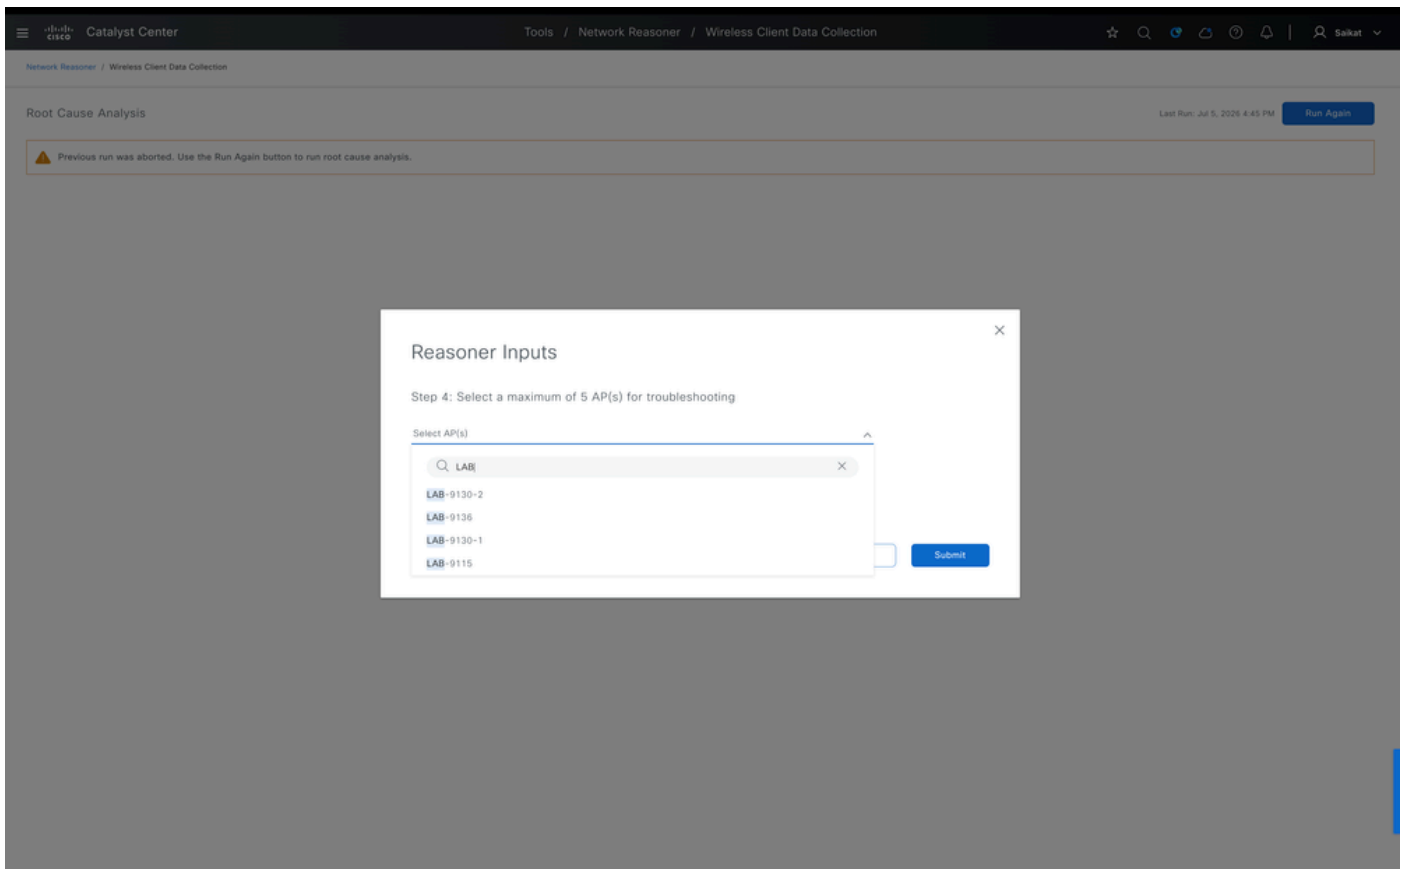 CISCO Catalyst Center
Tools / Network Reasoner / Wireless Client Data Collection
Saikat
Network Reasoner / Wireless Client Data Collection
Root Cause Analysis
Last Run: Jul 5, 2026 4:45 PM
Run Again
Previous run was aborted. Use the Run Again button to run root cause analysis.
Reasoner Inputs
Step 4: Select a maximum of 5 AP(s) for troubleshooting
Select AP(s)
LAB
LAB-9130-2
LAB-9136
LAB-9130-1
LAB-9115
Submit